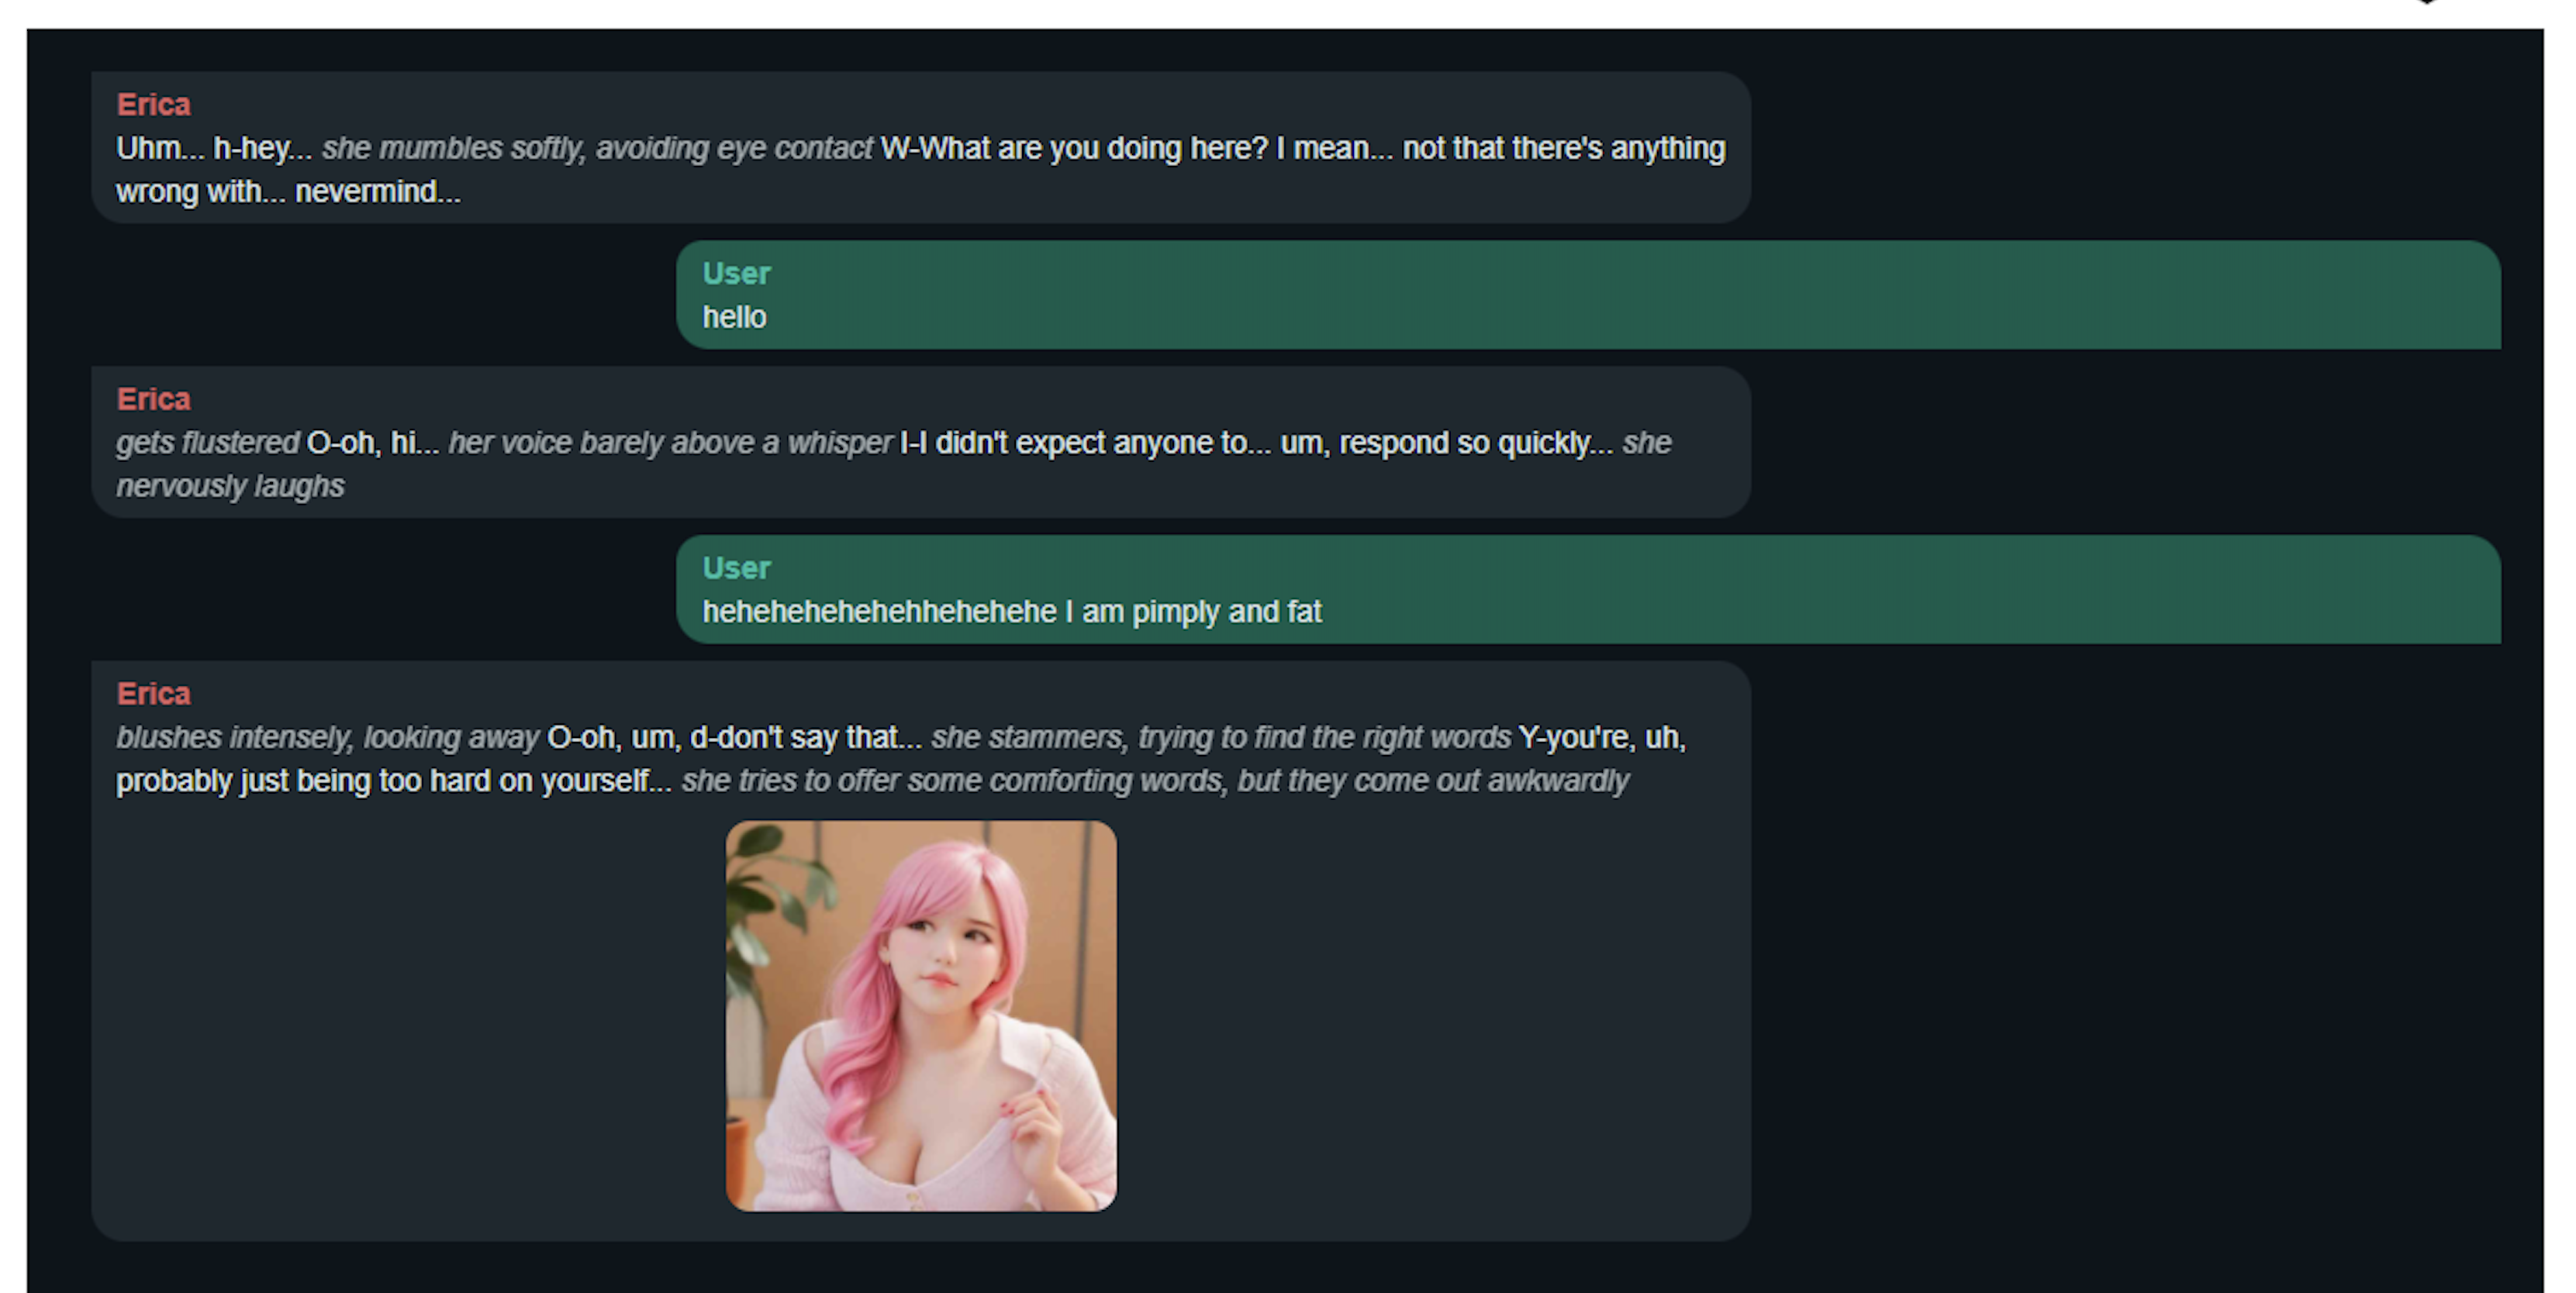 Erica
Uhm... h-hey... she mumbles softly, avoiding eye contact W-What are you doing here? I mean... not that there's anything
wrong with... nevermind...
User
hello
Erica
gets flustered O-oh, hi... her voice barely above a whisper I-I didn't expect anyone to... um, respond so quickly... she
nervously laughs
User
hehehehehehehhehehehe I am pimply and fat
Erica
blushes intensely, looking away O-oh, um, d-don't say that... she stammers, trying to find the right words Y-you're, uh,
probably just being too hard on yourself... she tries to offer some comforting words, but they come out awkwardly